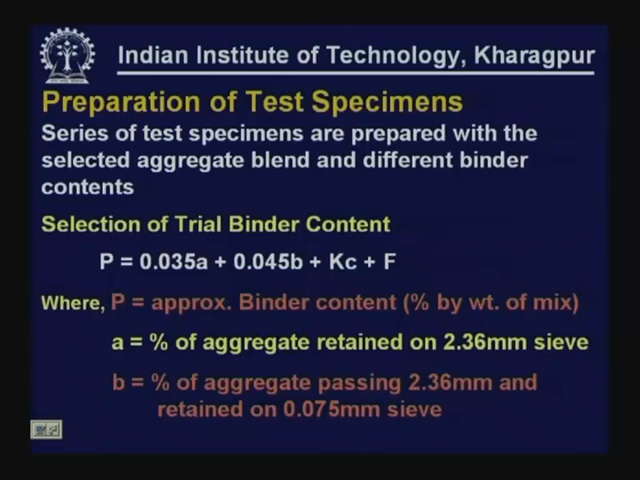 Indian Institute of Technology, Kharagpur
Preparation of Test Specimens
Series of test specimens are prepared with the
selected aggregate blend and different binder
contents
Selection of Trial Binder Content
P = 0.035a + 0.045b + Kc + F
Where, P = approx. Binder content (% by wt. of mix)
a = % of aggregate retained on 2.36mm sieve
b = % of aggregate passing 2.36mm and
retained on 0.075mm sieve